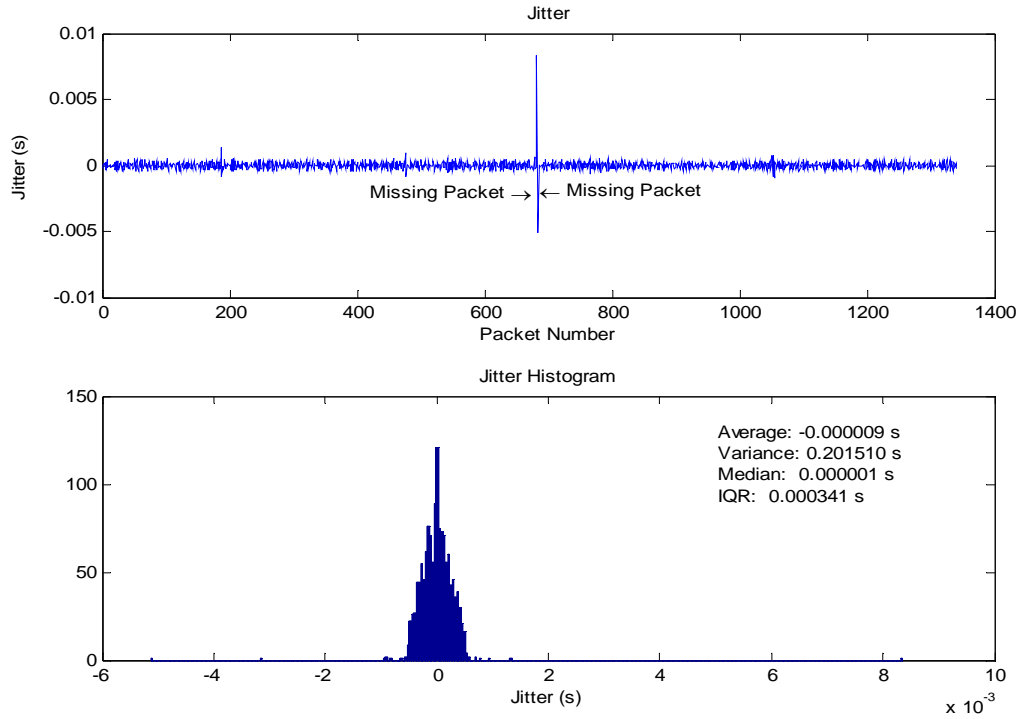 Jitter
0.01
0.005
0
-0.005
-0.01
Jitter (s)
Missing Packet → ← Missing Packet
0 200 400 600 800 1000 1200 1400
Packet Number
Jitter Histogram
150
100
50
0
Average: -0.000009 s
Variance: 0.201510 s
Median: 0.000001 s
IQR: 0.000341 s
-6 -4 -2 0 2 4 6 8 10
Jitter (s)
x 10-3